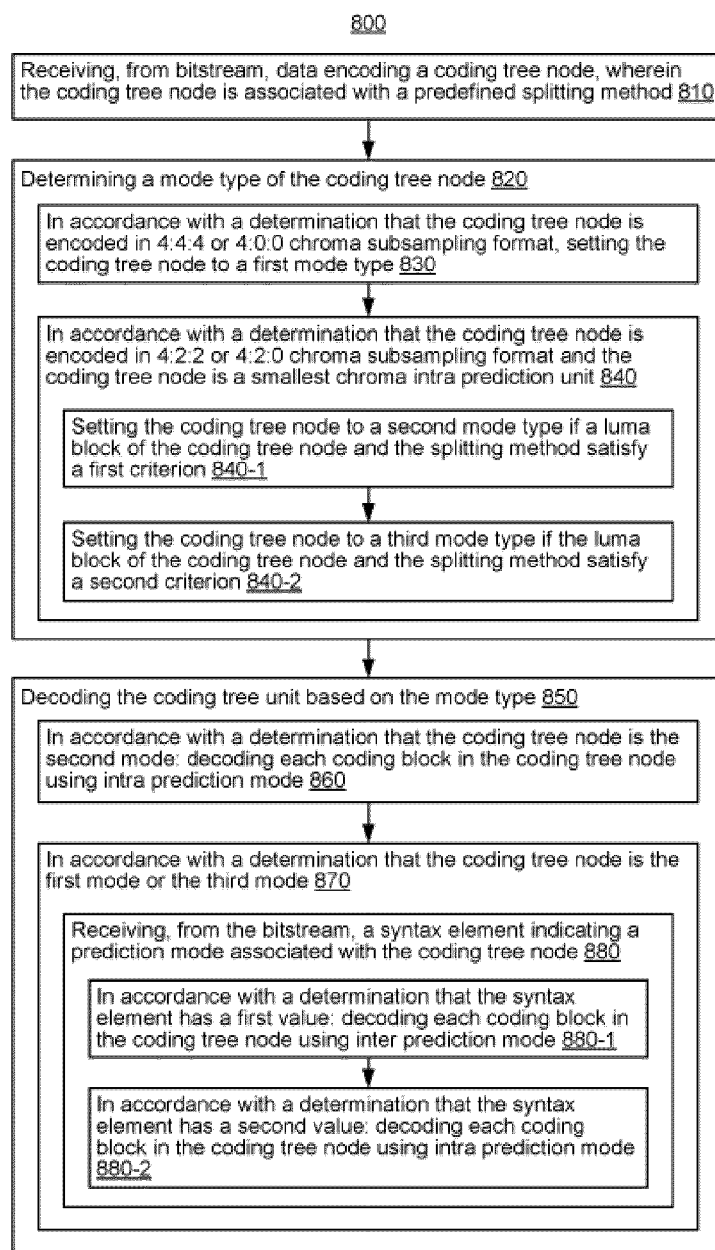 800
Receiving, from bitstream, data encoding a coding tree node, wherein
the coding tree node is associated with a predefined splitting method 810
Determining a mode type of the coding tree node 820
In accordance with a determination that the coding tree node is
encoded in 4:4:4 or 4:0:0 chroma subsampling format, setting the
coding tree node to a first mode type 830
In accordance with a determination that the coding tree node is
encoded in 4:2:2 or 4:2:0 chroma subsampling format and the
coding tree node is a smallest chroma intra prediction unit 840
Setting the coding tree node to a second mode type if a luma
block of the coding tree node and the splitting method satisfy
a first criterion 840-1
Setting the coding tree node to a third mode type if the luma
block of the coding tree node and the splitting method satisfy
a second criterion 840-2
Decoding the coding tree unit based on the mode type 850
In accordance with a determination that the coding tree node is the
second mode: decoding each coding block in the coding tree node
using intra prediction mode 860
In accordance with a determination that the coding tree node is the
first mode or the third mode 870
Receiving, from the bitstream, a syntax element indicating a
prediction mode associated with the coding tree node 880
In accordance with a determination that the syntax
element has a first value: decoding each coding block in
the coding tree node using inter prediction mode 880-1
In accordance with a determination that the syntax
element has a second value: decoding each coding
block in the coding tree node using intra prediction mode
880-2